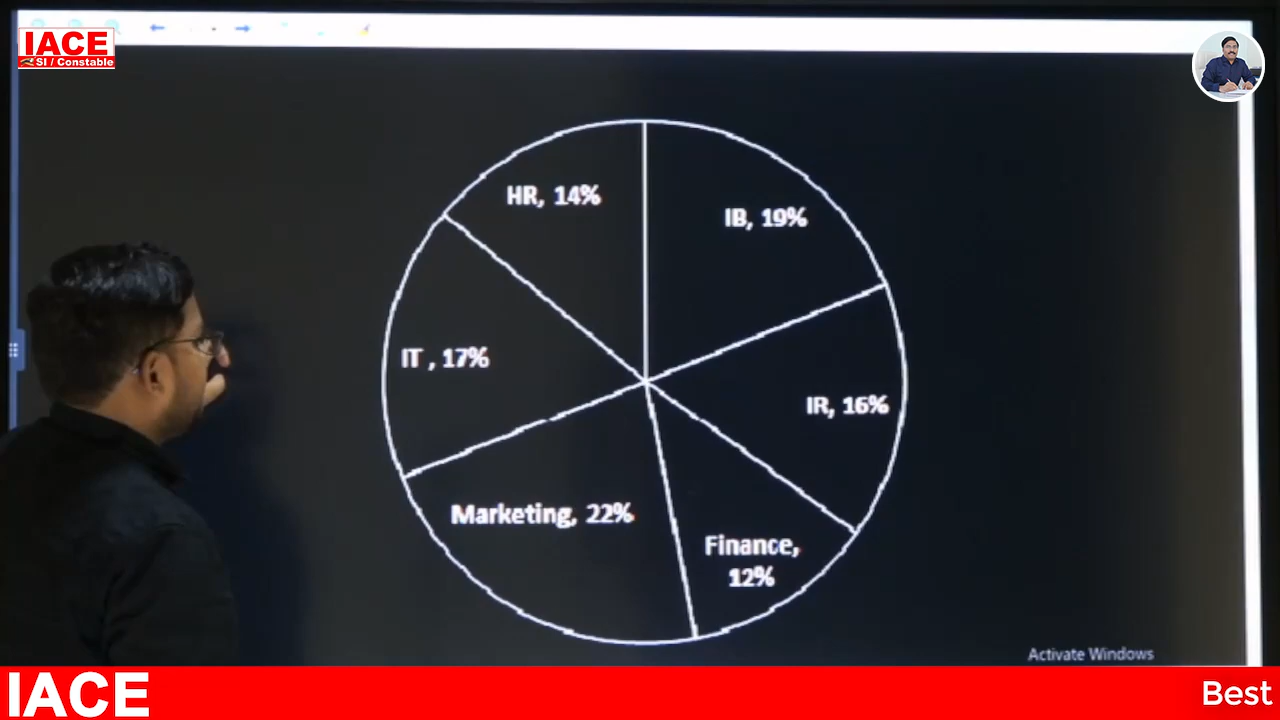 IACE
SI / Constable
HR, 14%
IB, 19%
IT , 17%
IR, 16%
Marketing, 22%
Finance,
12%
Activate Windows
IACE
Best